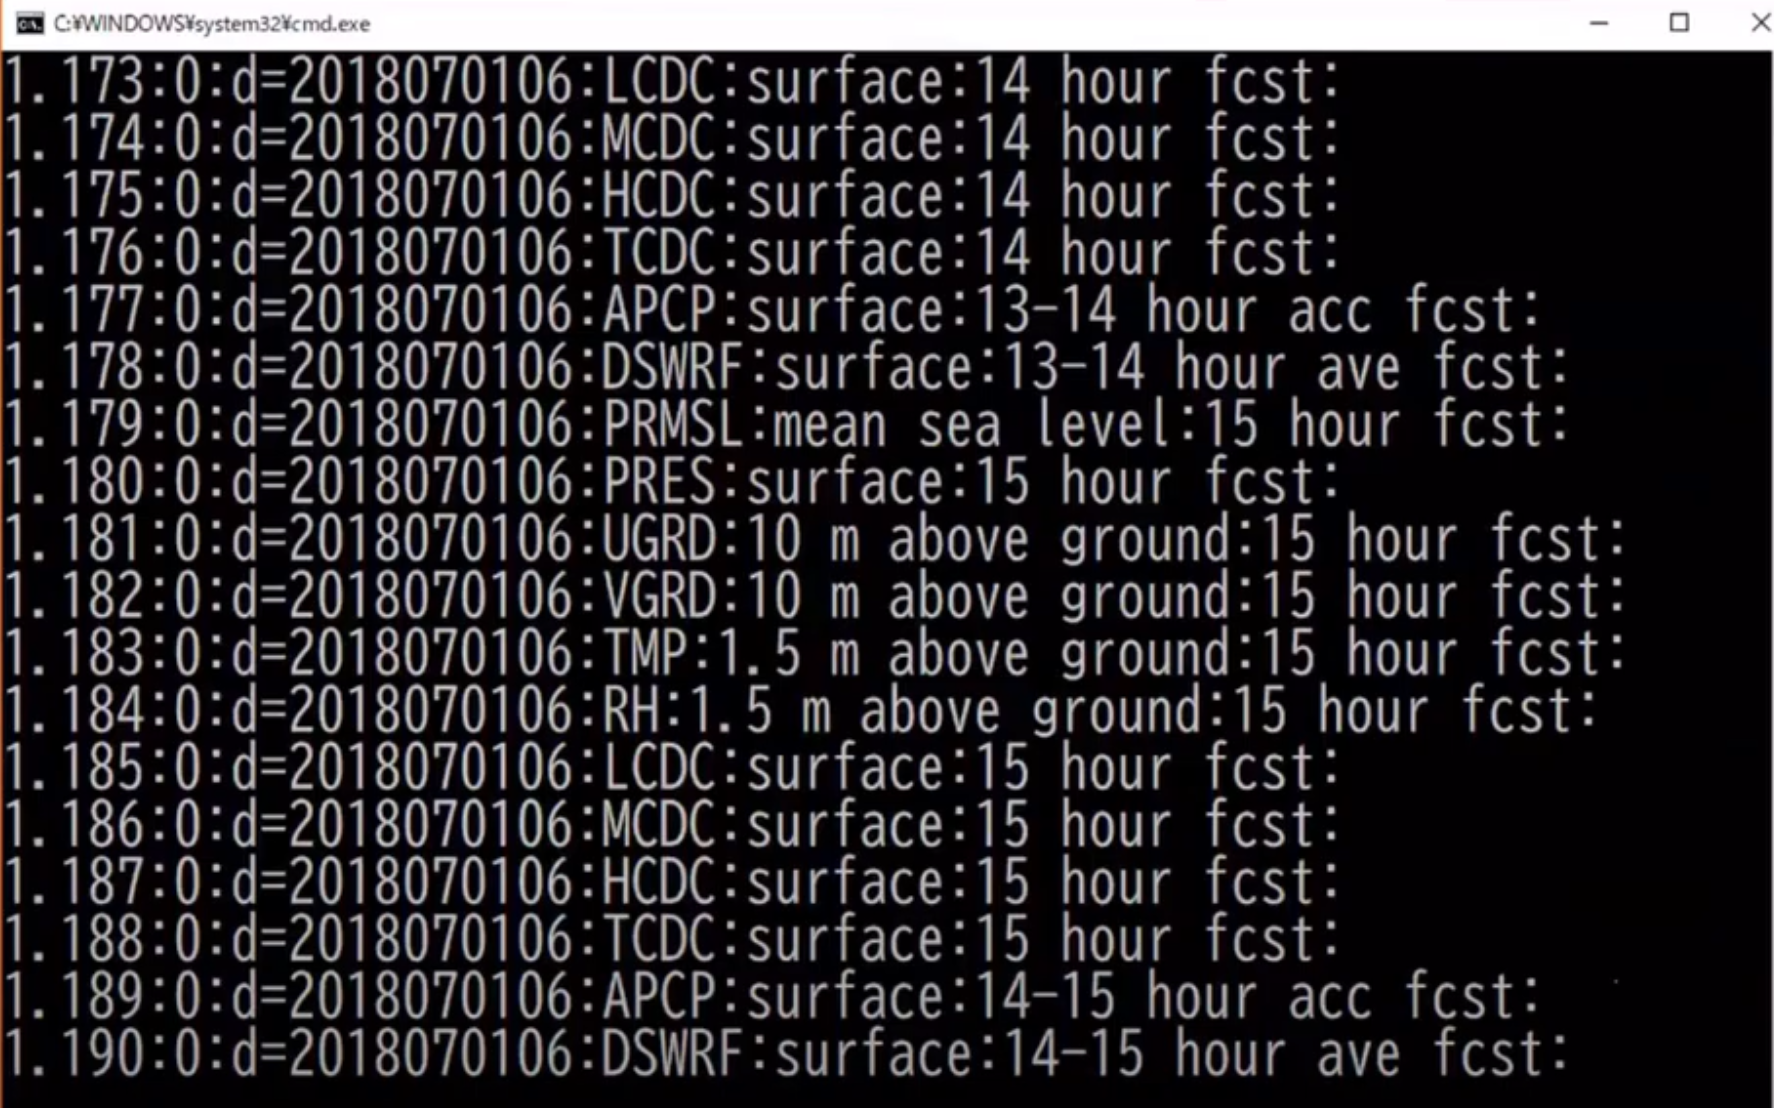 C:¥WINDOWS¥system32¥cmd.exe
1.173:0:d=2018070106:LCDC:surface:14 hour fcst:
1.174:0:d=2018070106:MCDC:surface:14 hour fcst:
1.175:0:d=2018070106:HCDC:surface:14 hour fcst:
1.176:0:d=2018070106:TCDC:surface:14 hour fcst:
1.177:0:d=2018070106:APCP:surface:13-14 hour acc fcst:
1.178:0:d=2018070106:DSWRF:surface:13-14 hour ave fcst:
1.179:0:d=2018070106:PRMSL:mean sea level:15 hour fcst:
1.180:0:d=2018070106:PRES:surface:15 hour fcst:
1.181:0:d=2018070106:UGRD:10 m above ground:15 hour fcst:
1.182:0:d=2018070106:VGRD:10 m above ground:15 hour fcst:
1.183:0:d=2018070106:TMP:1.5 m above ground:15 hour fcst:
1.184:0:d=2018070106:RH:1.5 m above ground:15 hour fcst:
1.185:0:d=2018070106:LCDC:surface:15 hour fcst:
1.186:0:d=2018070106:MCDC:surface:15 hour fcst:
1.187:0:d=2018070106:HCDC:surface:15 hour fcst:
1.188:0:d=2018070106:TCDC:surface:15 hour fcst:
1.189:0:d=2018070106:APCP:surface:14-15 hour acc fcst:
1.190:0:d=2018070106:DSWRF:surface:14-15 hour ave fcst: